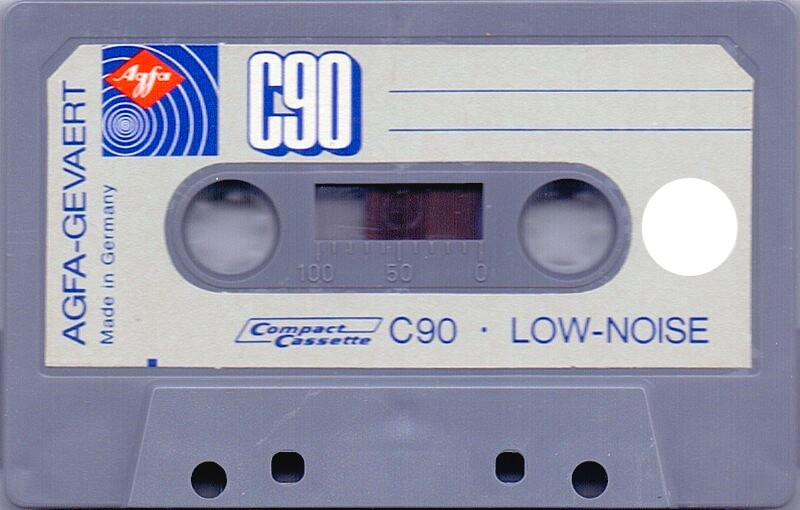 AGFA-GEVAERT
Made in Germany
Agfa
C90
100 50 0
Compact
Cassette
C90 · LOW-NOISE